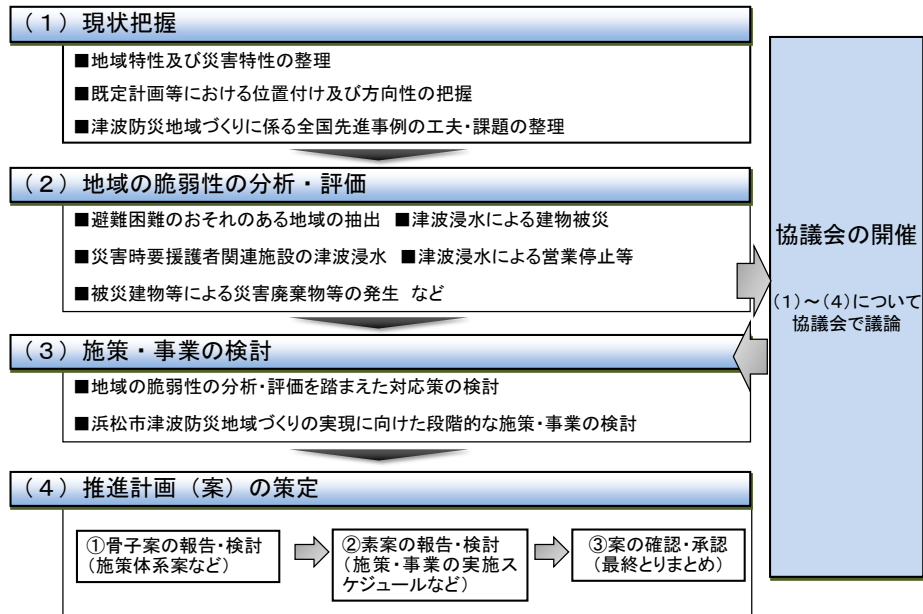 (1)現状把握
■地域特性及び災害特性の整理
■既定計画等における位置付け及び方向性の把握
■津波防災地域づくりに係る全国先進事例の工夫・課題の整理
(2)地域の脆弱性の分析・評価
■避難困難のおそれのある地域の抽出 ■津波浸水による建物被災
■災害時要援護者関連施設の津波浸水 ■津波浸水による営業停止等
■被災建物等による災害廃棄物等の発生 など
(3)施策・事業の検討
■地域の脆弱性の分析・評価を踏まえた対応策の検討
■浜松市津波防災地域づくりの実現に向けた段階的な施策・事業の検討
(4)推進計画(案)の策定
①骨子案の報告・検討
(施策体系案など)
②素案の報告・検討
(施策・事業の実施ス
ケジュールなど)
③案の確認・承認
(最終とりまとめ)
協議会の開催
(1)~(4)について
協議会で議論